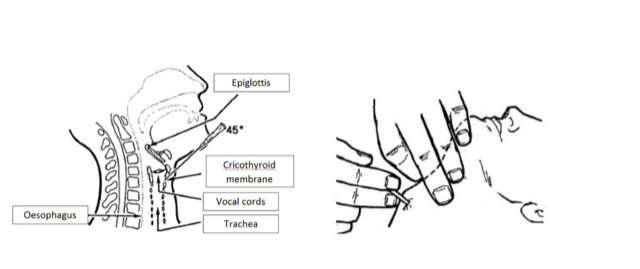 Epiglottis
45°
Cricothyroid
membrane
Vocal cords
Oesophagus
Trachea